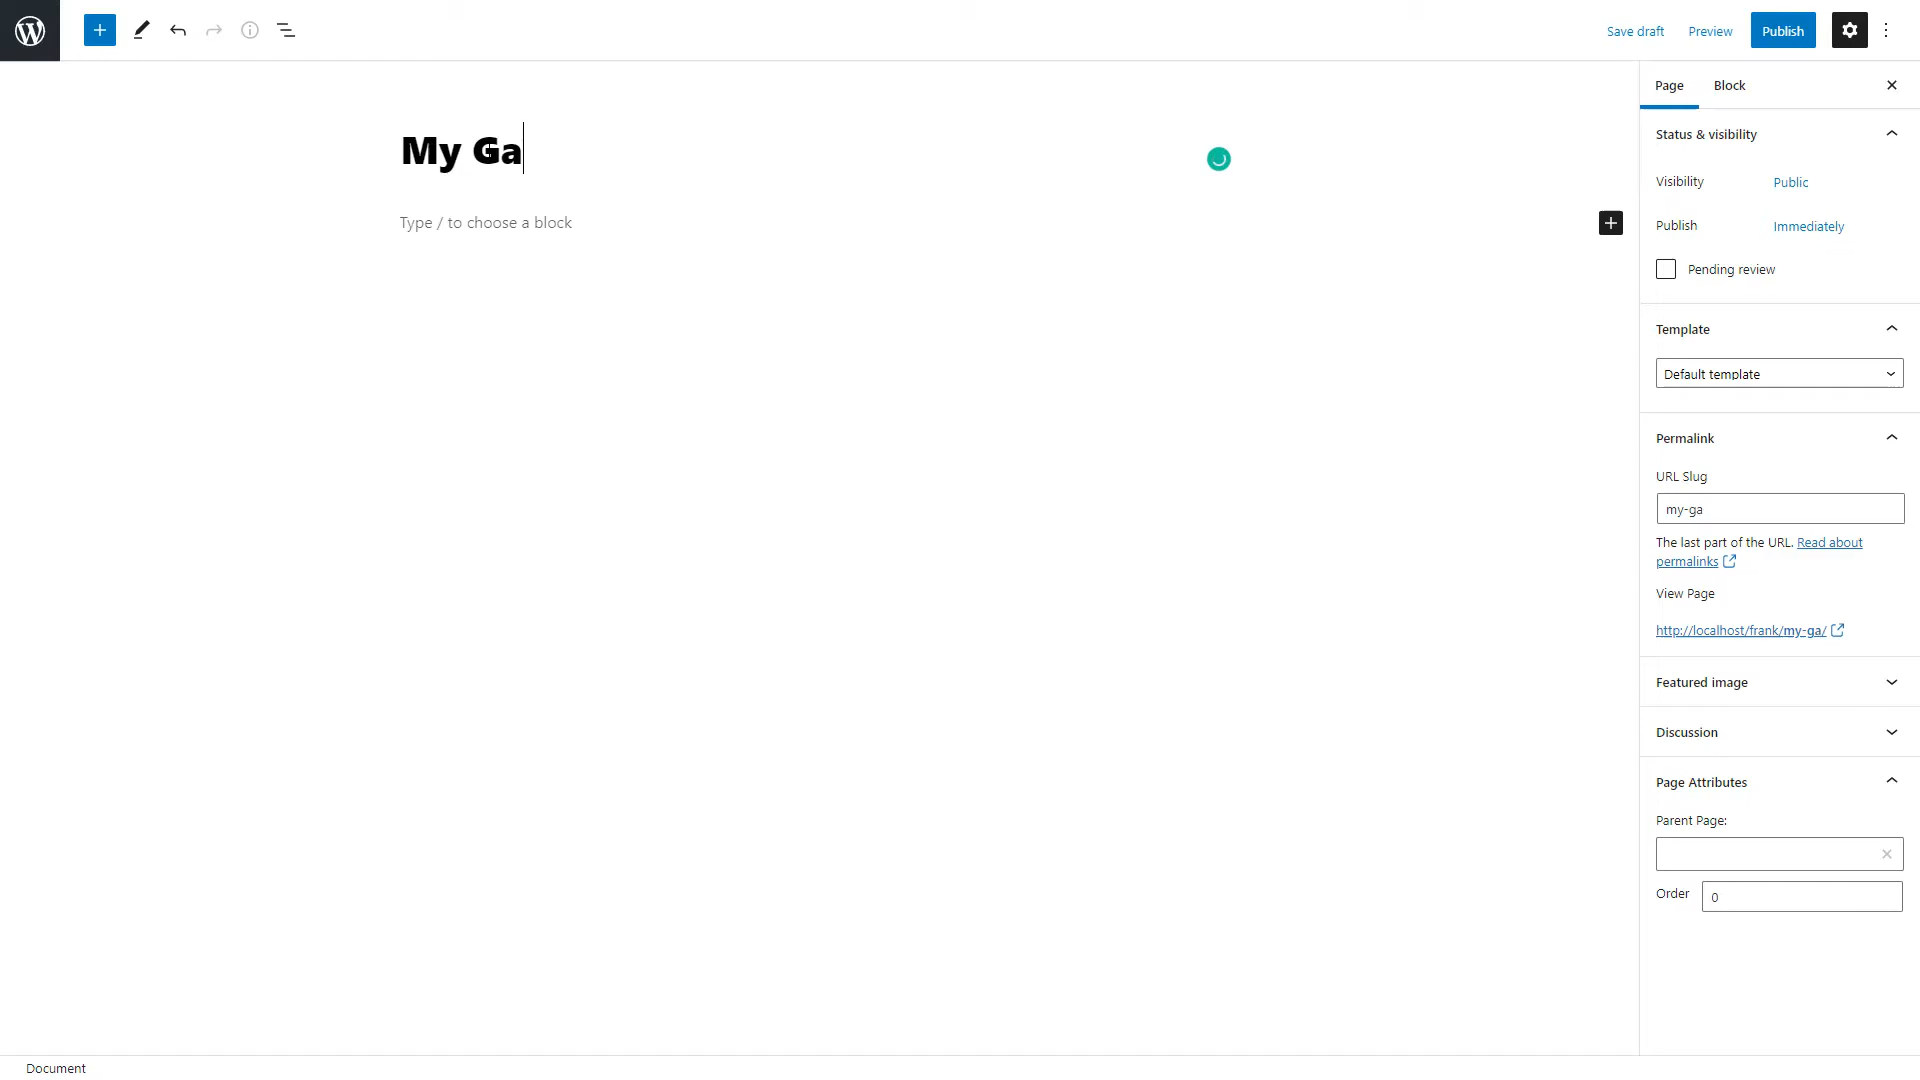 Save draft
Preview
Publish
Page
Block
My Ga
Type / to choose a block
Status & visibility
Visibility
Public
Publish
Immediately
Pending review
Template
Default template
Permalink
URL Slug
my-ga
The last part of the URL. Read about
permalinks
View Page
http://localhost/frank/my-ga/
Featured image
Discussion
Page Attributes
Parent Page:
Order
0
Document